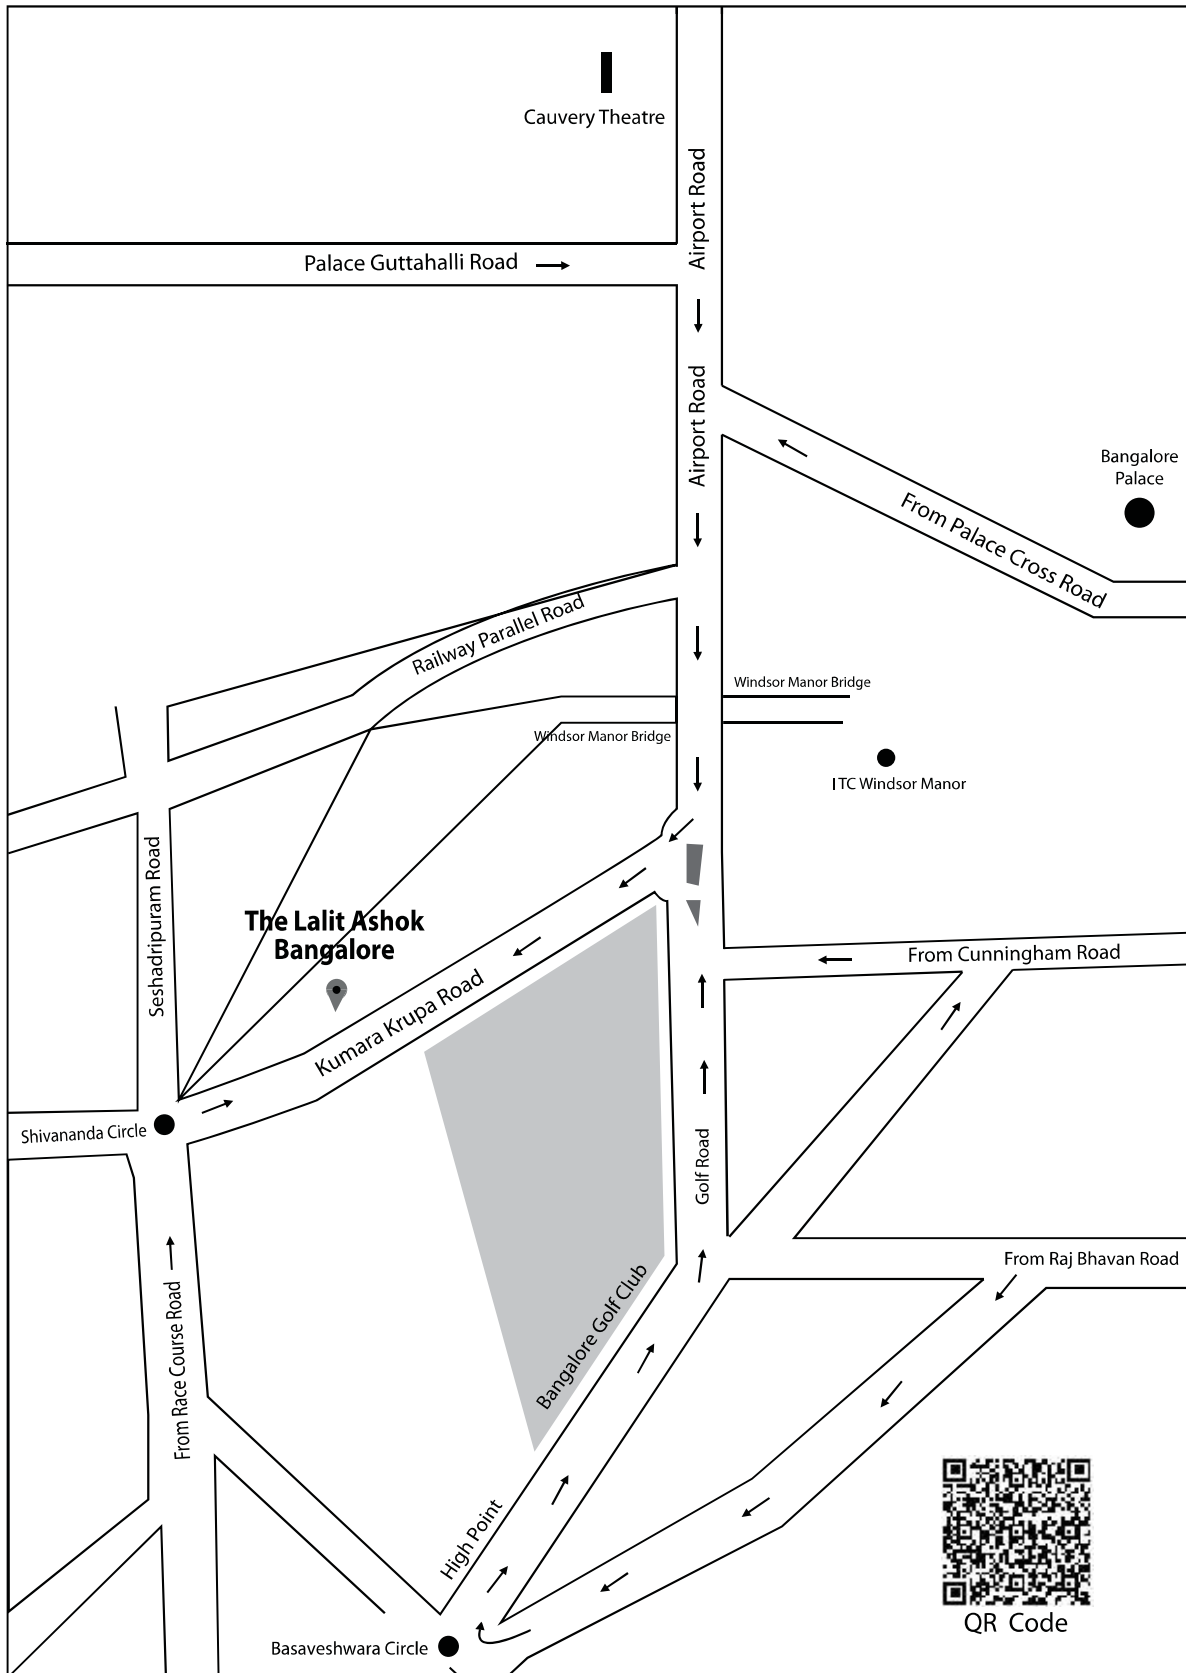 Cauvery Theatre
Airport Road
Palace Guttahalli Road
Airport Road
Bangalore
Palace
From Palace Cross Road
Railway Parallel Road
Windsor Manor Bridge
Windsor Manor Bridge
ITC Windsor Manor
Seshadripuram Road
The Lalit Ashok
Bangalore
From Cunningham Road
Kumara Krupa Road
Shivananda Circle
Golf Road
From Raj Bhavan Road
From Race Course Road
Bangalore Golf Club
High Point
QR Code
Basaveshwara Circle